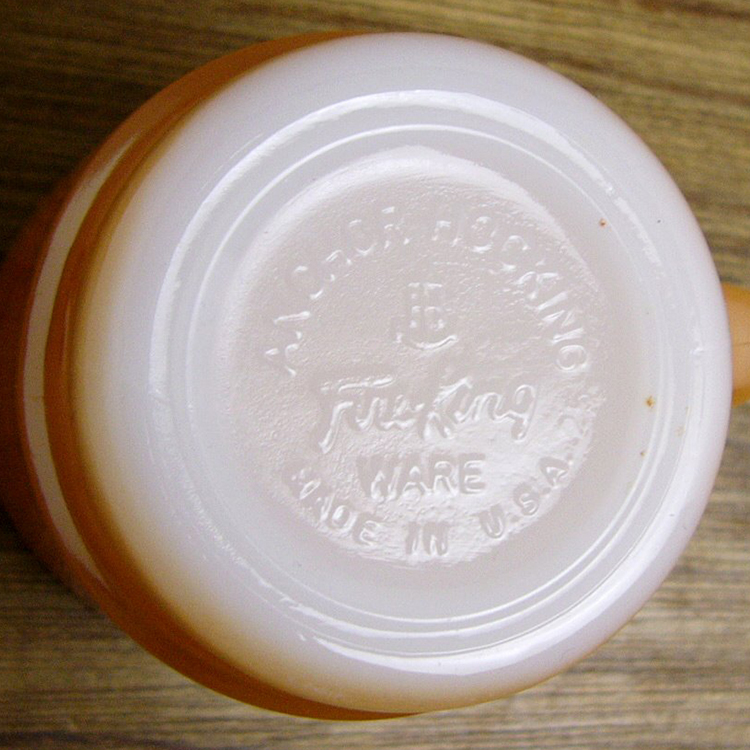 ANCHOR HOCKING
Fire-King
WARE
MADE IN U.S.A.